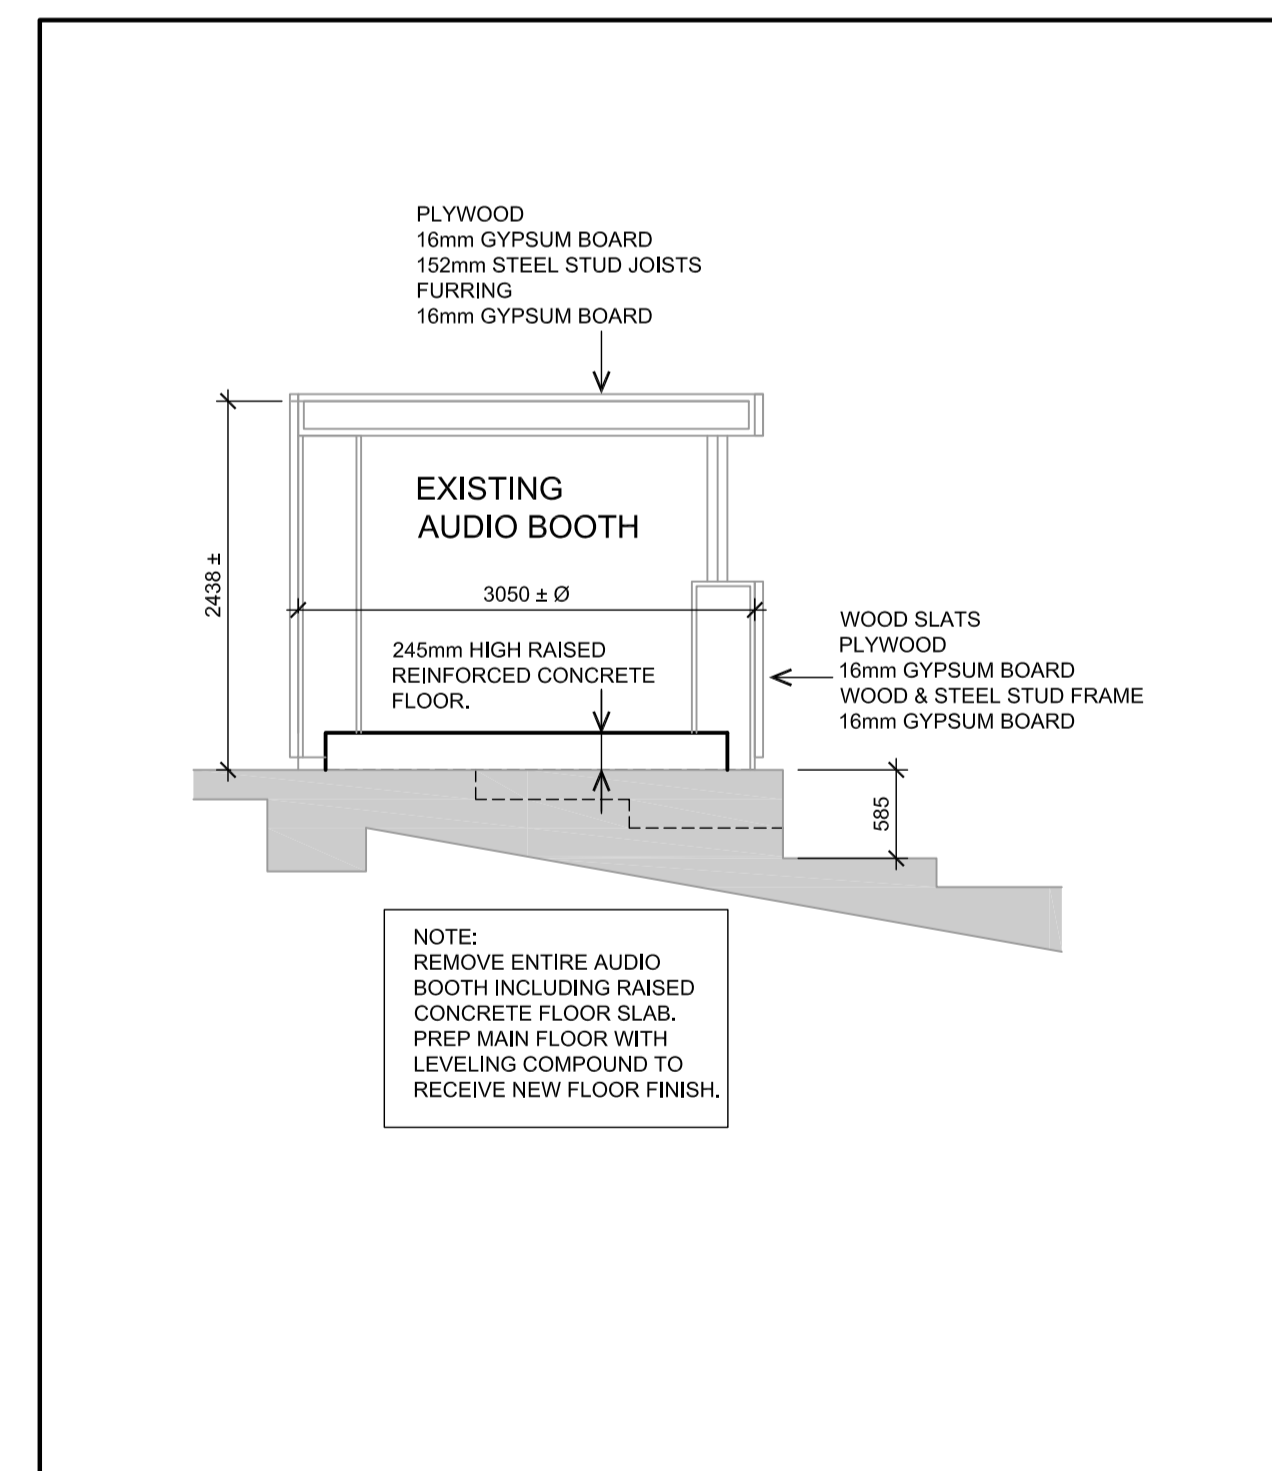 PLYWOOD
16mm GYPSUM BOARD
152mm STEEL STUD JOISTS
FURRING
16mm GYPSUM BOARD
EXISTING
AUDIO BOOTH
2438 ±
3050 ± Ø
245mm HIGH RAISED
REINFORCED CONCRETE
FLOOR.
WOOD SLATS
PLYWOOD
16mm GYPSUM BOARD
WOOD & STEEL STUD FRAME
16mm GYPSUM BOARD
585
NOTE:
REMOVE ENTIRE AUDIO
BOOTH INCLUDING RAISED
CONCRETE FLOOR SLAB.
PREP MAIN FLOOR WITH
LEVELING COMPOUND TO
RECEIVE NEW FLOOR FINISH.